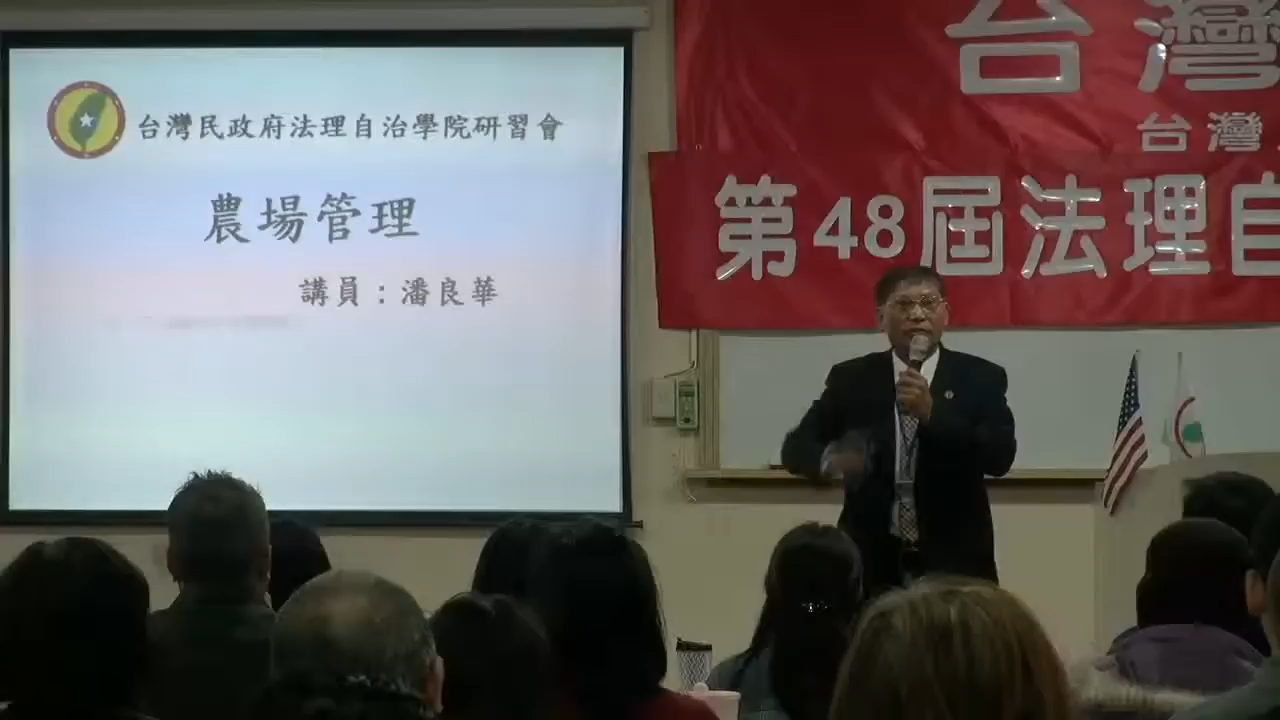 台灣民政府法理自治學院研習會
農場管理
講員：潘良華
台灣
台灣
第48屆法理自